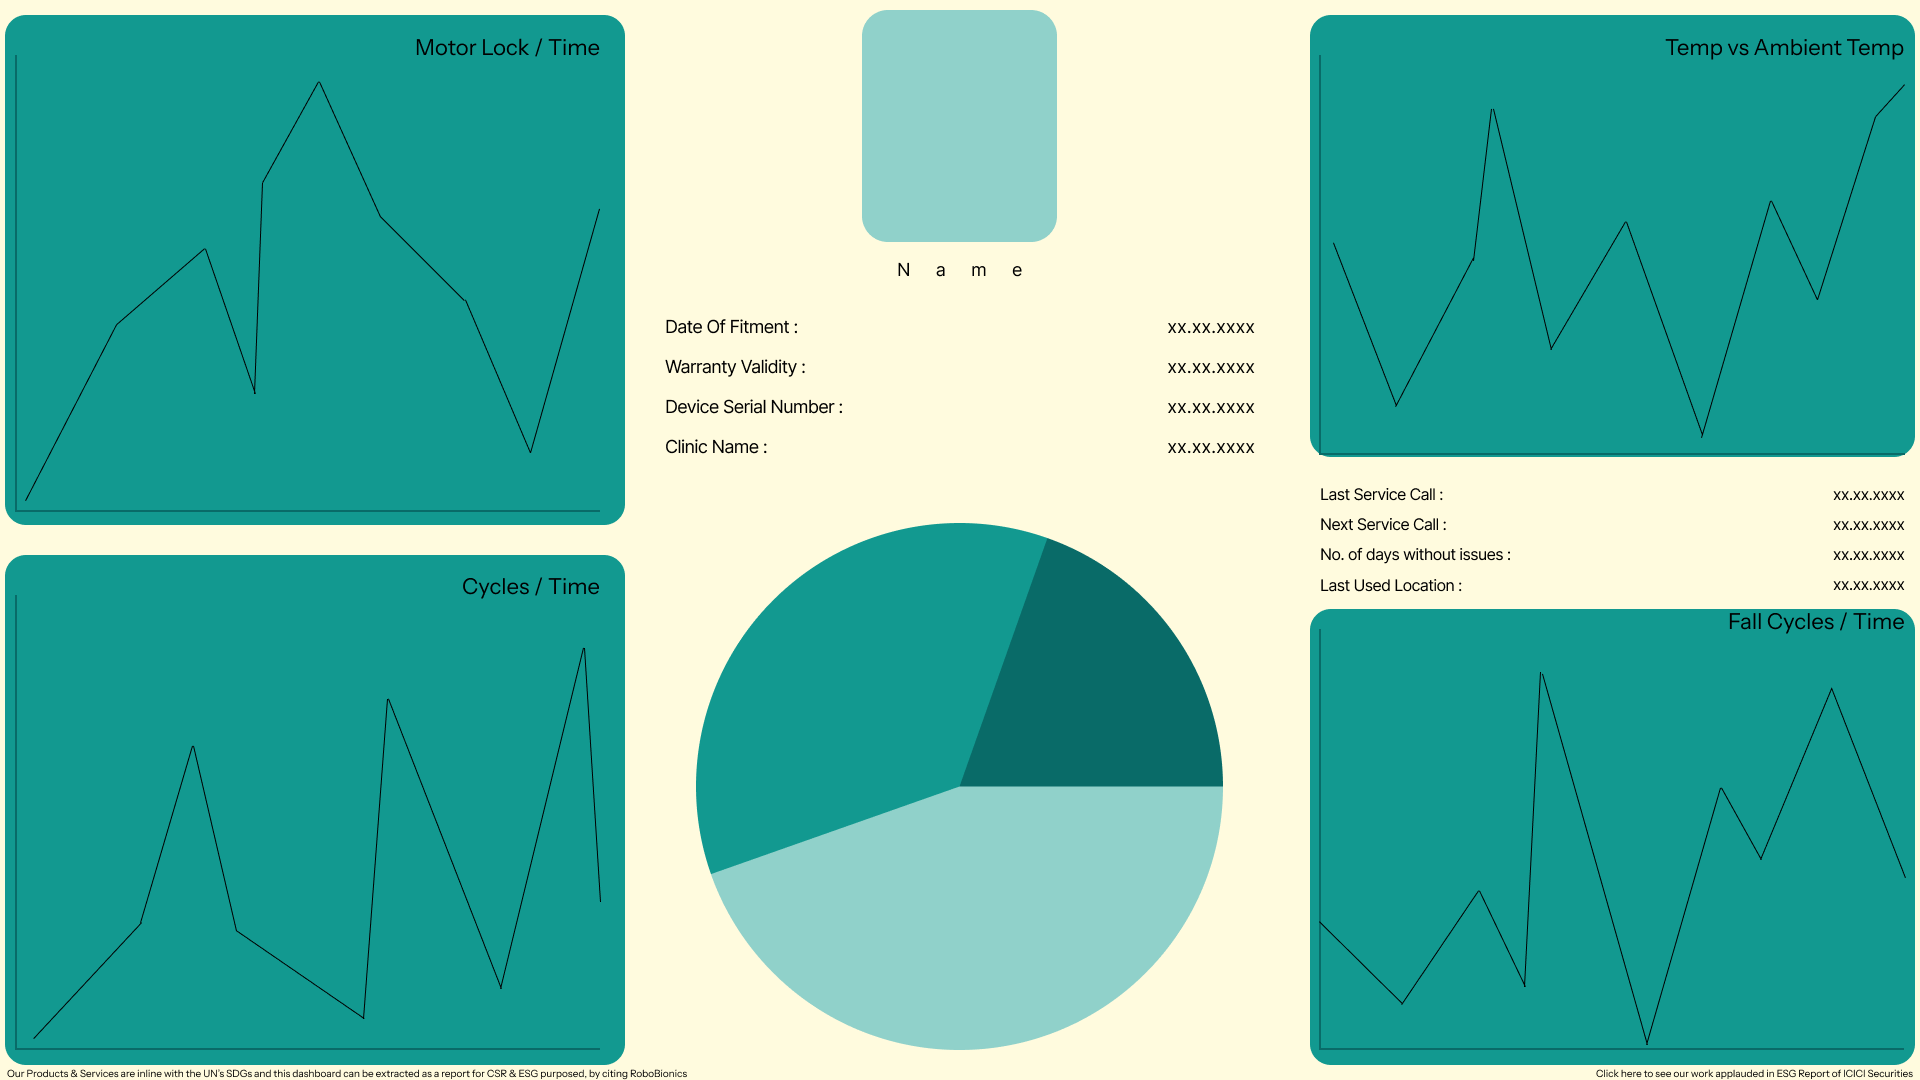 Motor Lock / Time
Temp vs Ambient Temp
N a m e
Date Of Fitment : xx.xx.xxxx
Warranty Validity : xx.xx.xxxx
Device Serial Number : xx.xx.xxxx
Clinic Name : xx.xx.xxxx
Last Service Call : xx.xx.xxxx
Next Service Call : xx.xx.xxxx
No. of days without issues : xx.xx.xxxx
Last Used Location : xx.xx.xxxx
Cycles / Time
Fall Cycles / Time
Our Products & Services are inline with the UN's SDGs and this dashboard can be extracted as a report for CSR & ESG purposed, by citing RoboBionics
Click here to see our work applauded in ESG Report of ICICI Securities